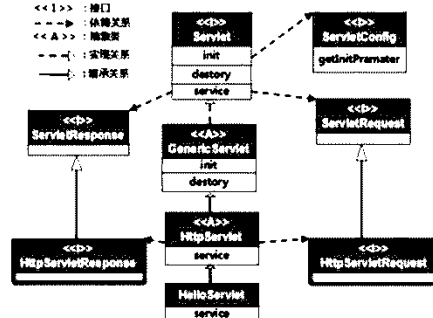 <<I>> : 接口
依赖关系
<<A>> : 抽象类
: 实现关系
: 继承关系
<<I>>
Servlet
init
destory
service
<<I>>
ServletConfig
getInitPramater
<<I>>
ServletResponse
<<A>>
GenericServlet
init
destory
<<I>>
ServletRequest
<<I>>
HttpServletResponse
<<A>>
HttpServlet
service
<<I>>
HttpServletRequest
HelloServlet
service